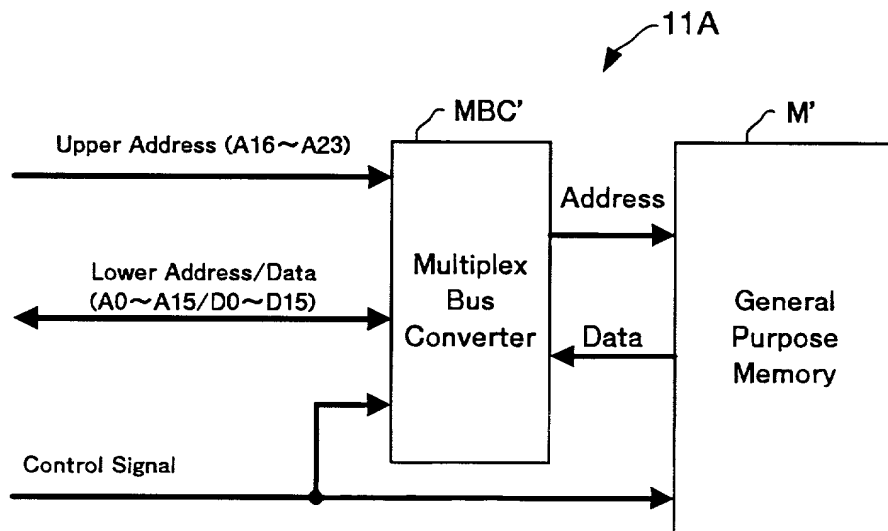 11A
MBC'
M'
Upper Address (A16～A23)
Address
Lower Address/Data
(A0～A15/D0～D15)
Multiplex
Bus
Converter
Data
General
Purpose
Memory
Control Signal